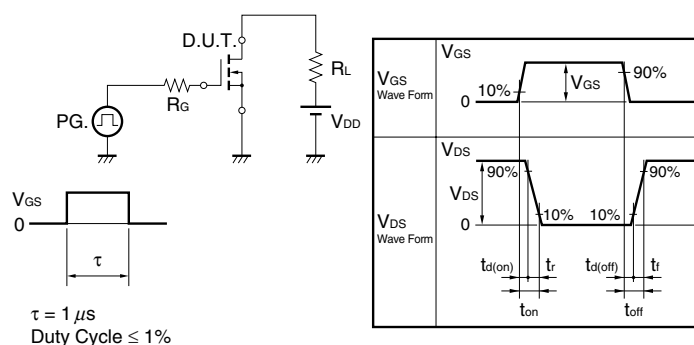 D.U.T.
RL
RG
PG.
VDD
VGS
0
τ
τ = 1 μs
Duty Cycle ≤ 1%
VGS
Wave Form
VGS
10%
0
VGS
90%
VDS
Wave Form
VDS
90%
VDS
0
10%
10%
90%
td(on)
tr
td(off)
tf
ton
toff